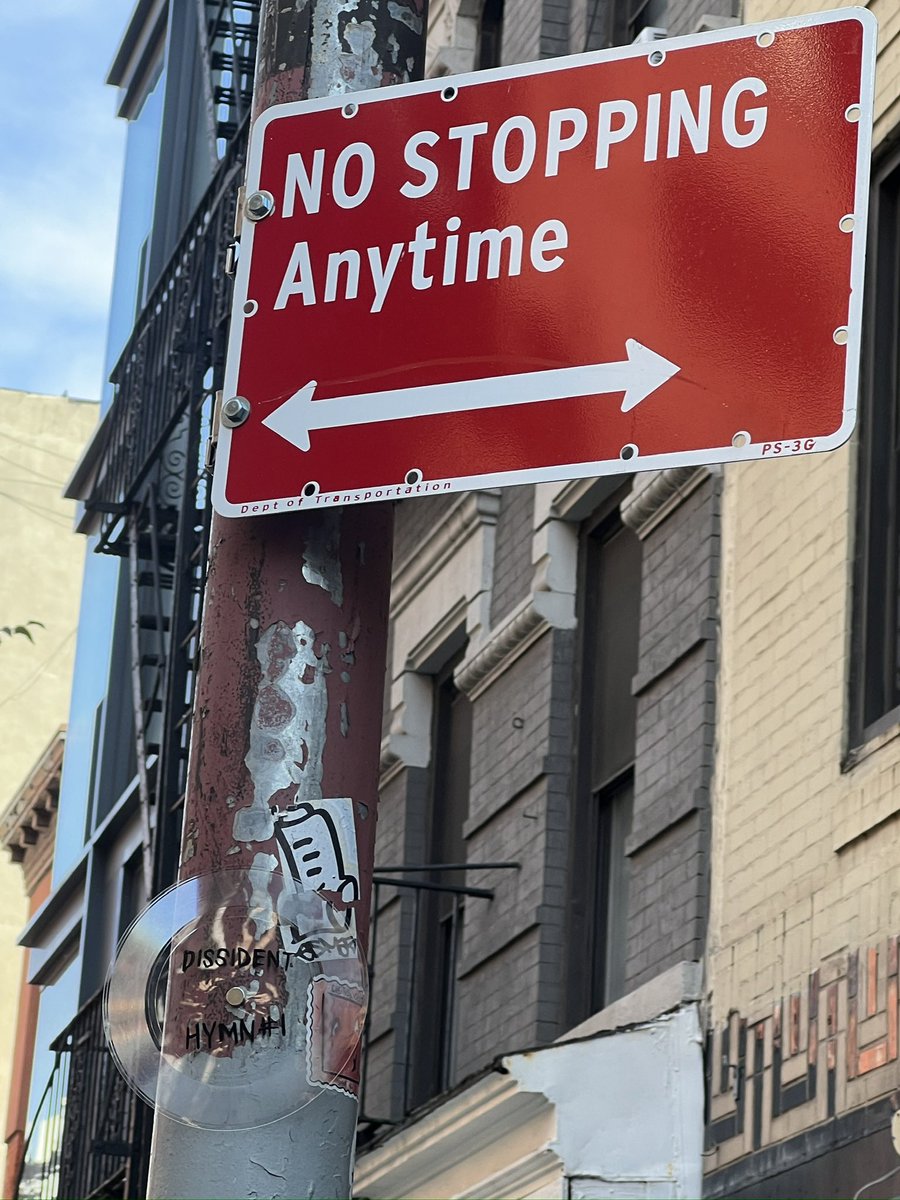 NO STOPPING
Anytime
Dept of Transportation
PS-3G
DISSIDENT
HYMN#1